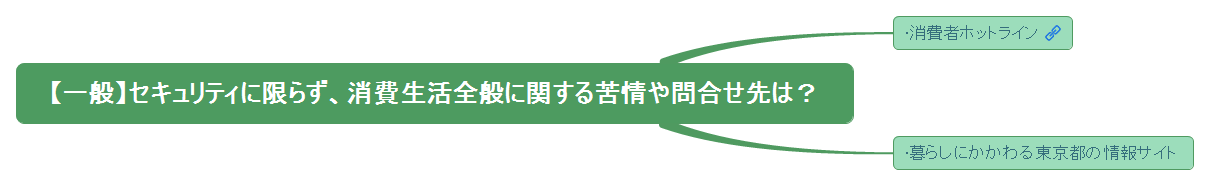 ・消費者ホットライン
【一般】セキュリティに限らず、消費生活全般に関する苦情や問合せ先は？
・暮らしにかかわる東京都の情報サイト